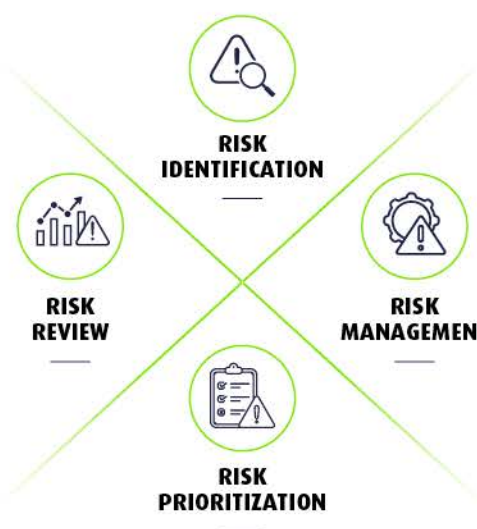 RISK
IDENTIFICATION
RISK
REVIEW
RISK
MANAGEMEN
RISK
PRIORITIZATION